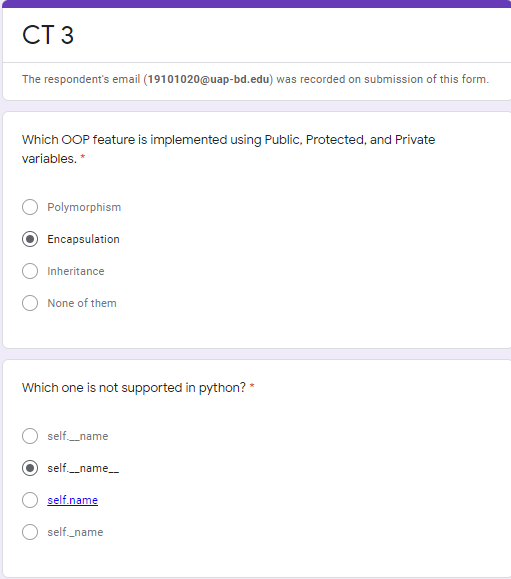 CT 3
The respondent's email (19101020@uap-bd.edu) was recorded on submission of this form.
Which OOP feature is implemented using Public, Protected, and Private
variables. *
Polymorphism
Encapsulation
Inheritance
None of them
Which one is not supported in python? *
self.__name
self.__name__
self.name
self._name